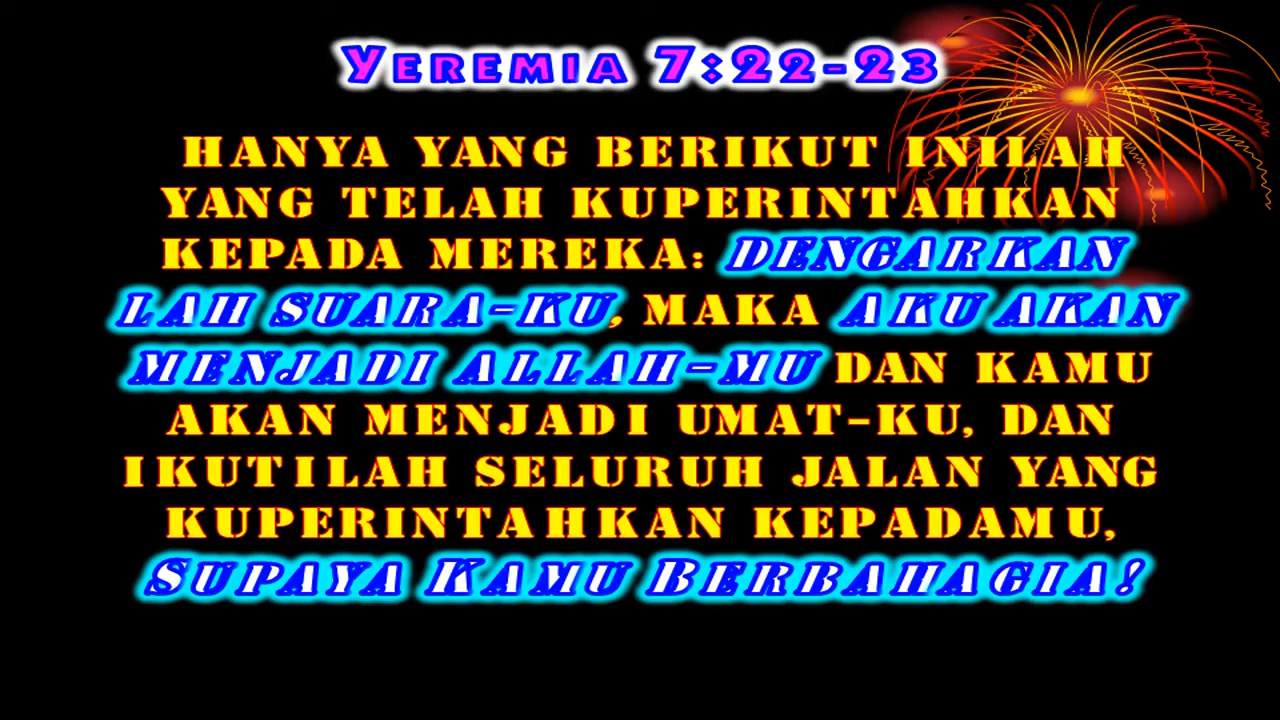 Yeremia 7:22-23
HANYA YANG BERIKUT INILAH
YANG TELAH KUPERINTAHKAN
KEPADA MEREKA: DENGARKAN
LAH SUARA-KU, MAKA AKU AKAN
MENJADI ALLAH-MU DAN KAMU
AKAN MENJADI UMAT-KU, DAN
IKUTILAH SELURUH JALAN YANG
KUPERINTAHKAN KEPADAMU,
SUPAYA KAMU BERBAHAGIA!